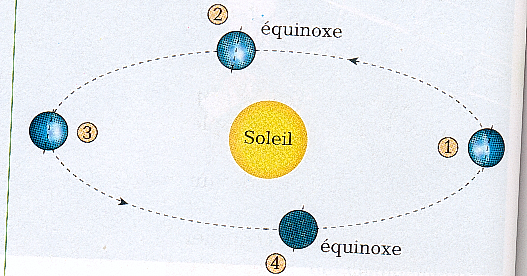 ②
équinoxe
Soleil
③
①
équinoxe
④